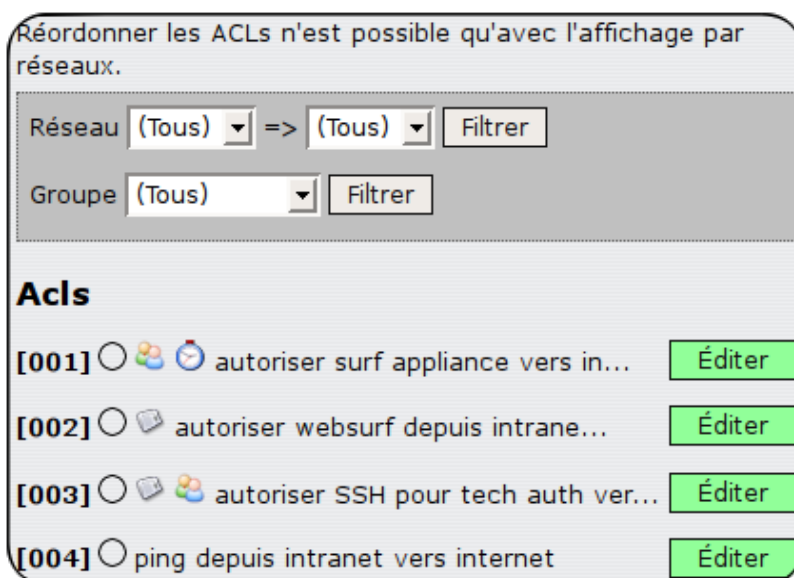 Réordonner les ACLs n'est possible qu'avec l'affichage par
réseaux.
Réseau (Tous) => (Tous) Filtrer
Groupe (Tous) Filtrer
Acls
[001] autoriser surf appliance vers in... Éditer
[002] autoriser websurf depuis intrane... Éditer
[003] autoriser SSH pour tech auth ver... Éditer
[004] ping depuis intranet vers internet Éditer